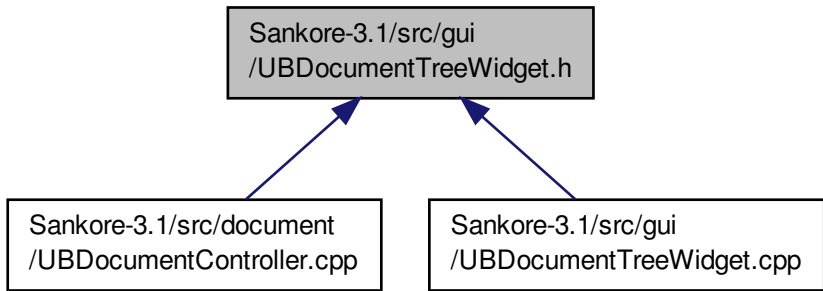 Sankore-3.1/src/gui
/UBDocumentTreeWidget.h
Sankore-3.1/src/document
/UBDocumentController.cpp
Sankore-3.1/src/gui
/UBDocumentTreeWidget.cpp